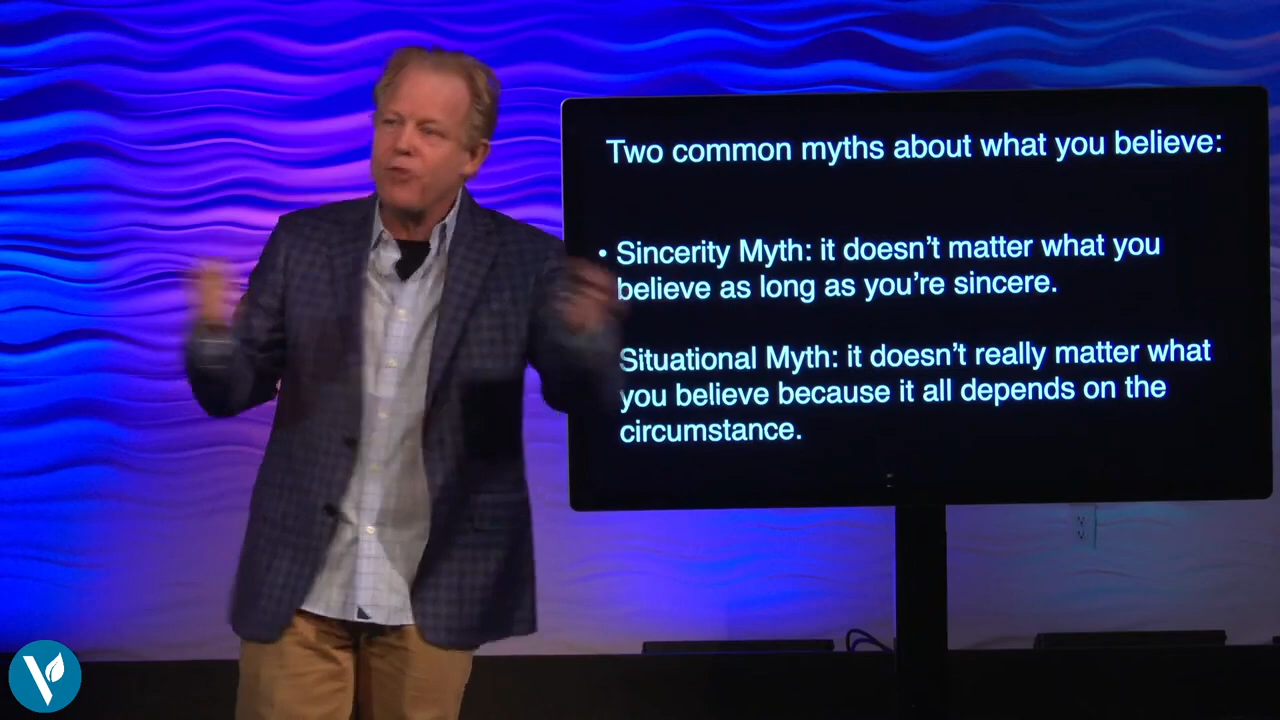 Two common myths about what you believe:
• Sincerity Myth: it doesn’t matter what you
believe as long as you’re sincere.
Situational Myth: it doesn’t really matter what
you believe because it all depends on the
circumstance.